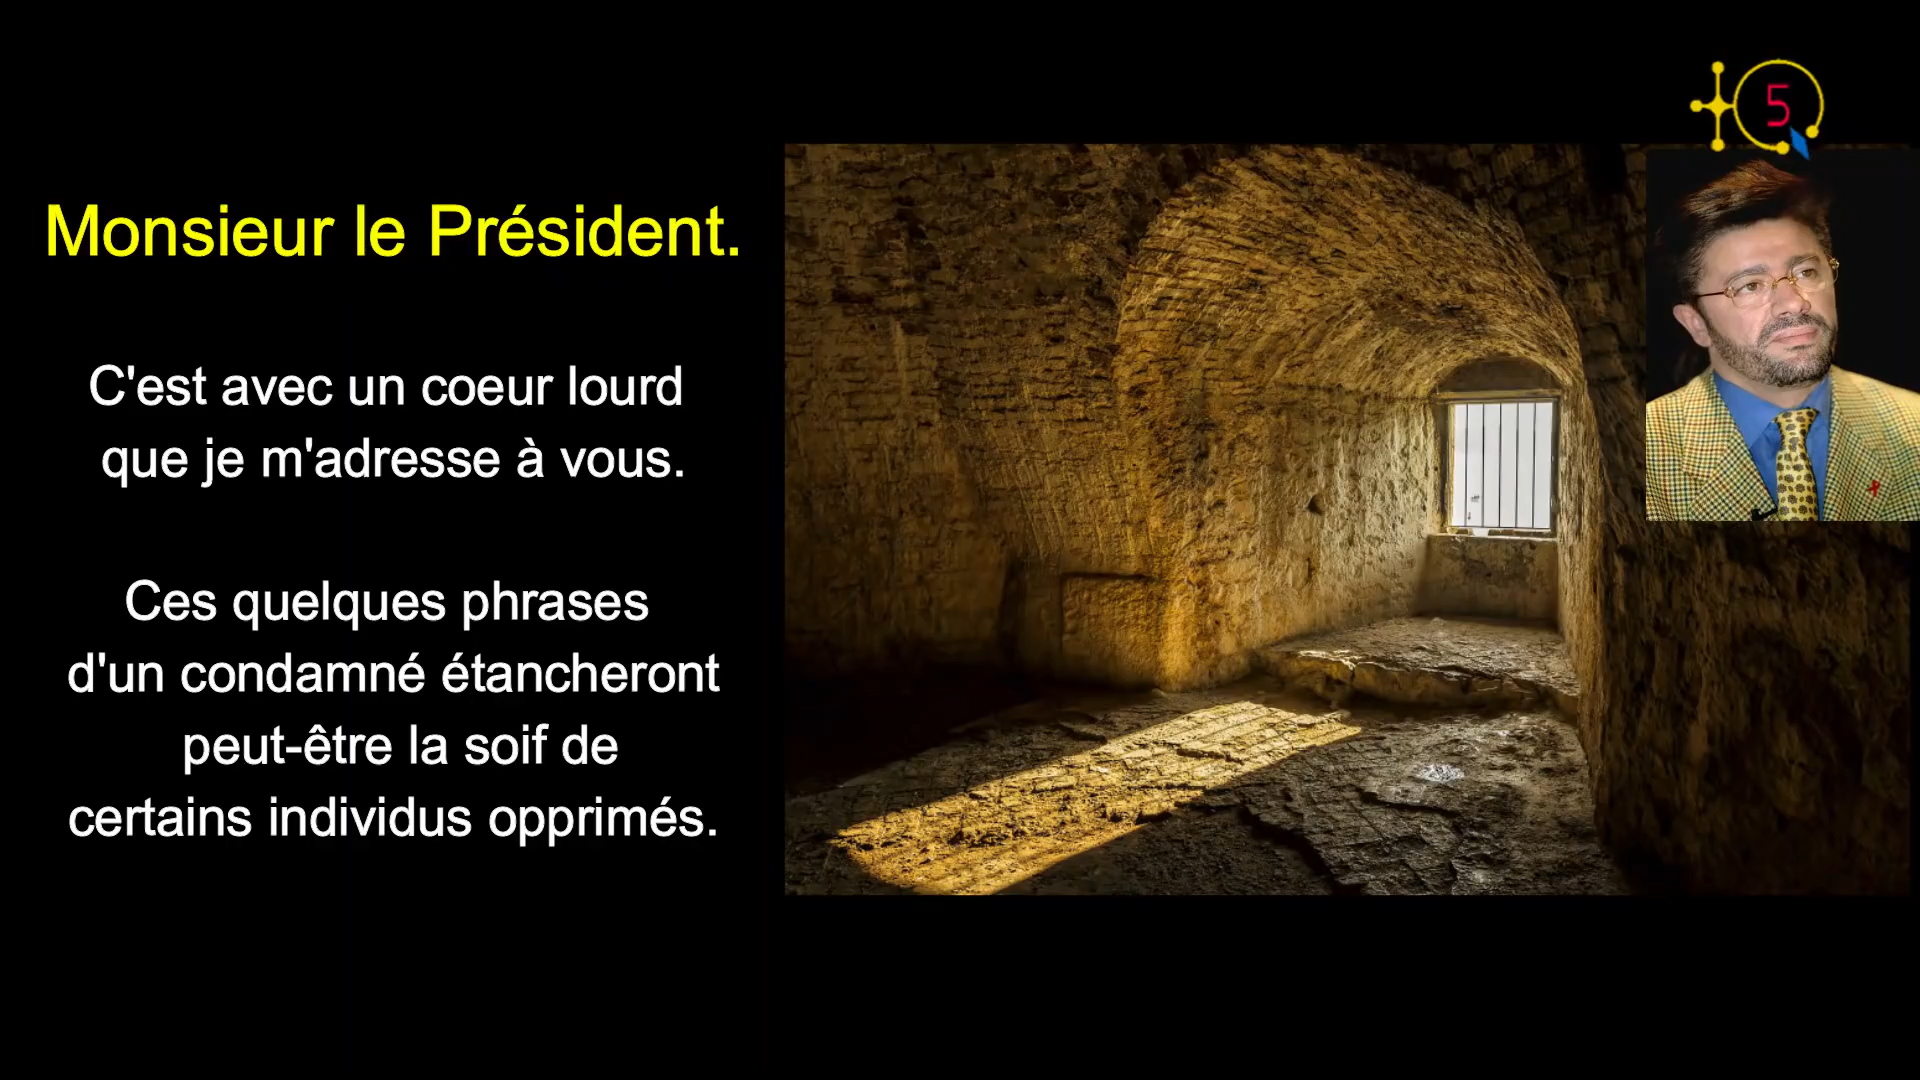 5
Monsieur le Président.
C'est avec un coeur lourd
que je m'adresse à vous.
Ces quelques phrases
d'un condamné étancheront
peut-être la soif de
certains individus opprimés.